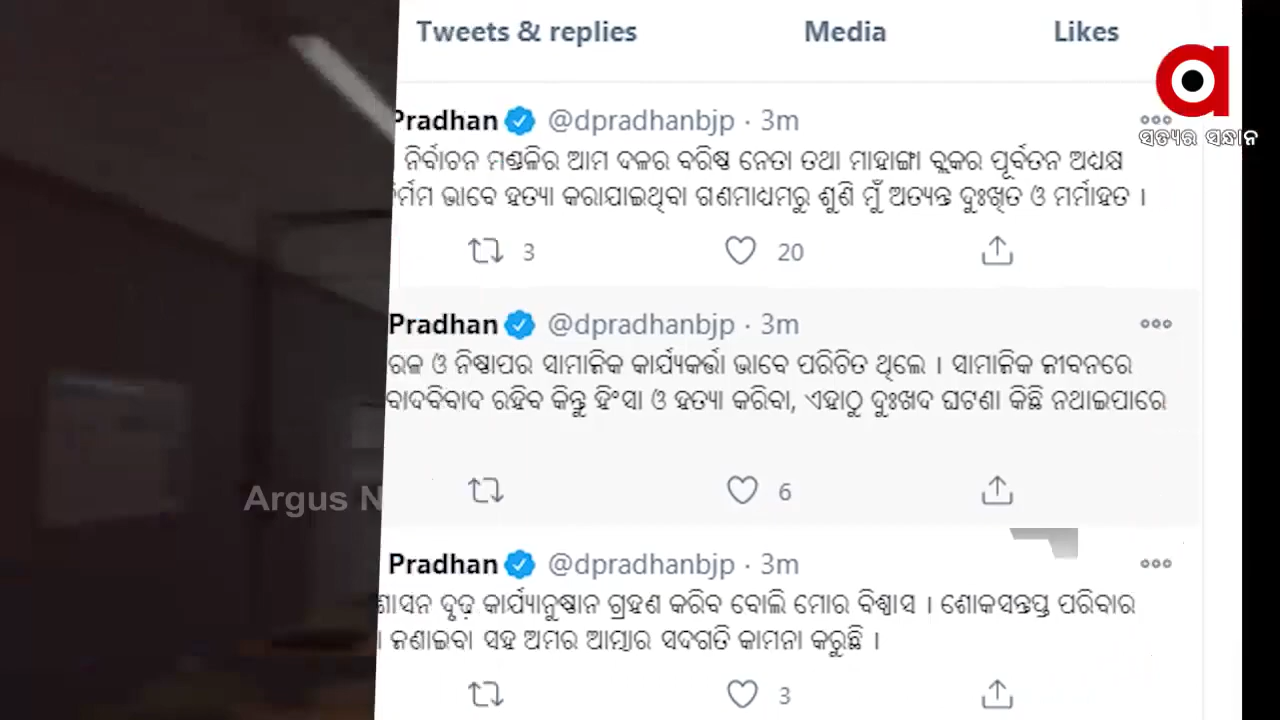 Tweets & replies Media Likes
ସତ୍ୟର ସନ୍ଧାନ
Pradhan @dpradhanbjp · 3m
ନିର୍ବାଚନ ମଣ୍ଡଳିର ଆମ ଦଳର ବରିଷ୍ଠ ନେତା ତଥା ମାହାଙ୍ଗା ବ୍ଲକର ପୂର୍ବତନ ଅଧ୍ୟକ୍ଷ
ନିର୍ମମ ଭାବେ ହତ୍ୟା କରାଯାଇଥିବା ଗଣମାଧ୍ୟମରୁ ଶୁଣି ମୁଁ ଅତ୍ୟନ୍ତ ଦୁଃଖିତ ଓ ମର୍ମାହତ ।
3 20
Pradhan @dpradhanbjp · 3m
ରଳ ଓ ନିଷ୍ଠାପର ସାମାଜିକ କାର୍ଯ୍ୟକର୍ତ୍ତା ଭାବେ ପରିଚିତ ଥିଲେ । ସାମାଜିକ ଜୀବନରେ
ବାଦବିବାଦ ରହିବ କିନ୍ତୁ ହିଂସା ଓ ହତ୍ୟା କରିବା, ଏହାଠୁ ଦୁଃଖଦ ଘଟଣା କିଛି ନଥାଇପାରେ
6
Argus N
Pradhan @dpradhanbjp · 3m
ଶାସନ ଦୃଢ଼ କାର୍ଯ୍ୟାନୁଷ୍ଠାନ ଗ୍ରହଣ କରିବ ବୋଲି ମୋର ବିଶ୍ୱାସ । ଶୋକସନ୍ତପ୍ତ ପରିବାର
। ଜଣାଇବା ସହ ଅମର ଆତ୍ମାର ସଦଗତି କାମନା କରୁଛି ।
3